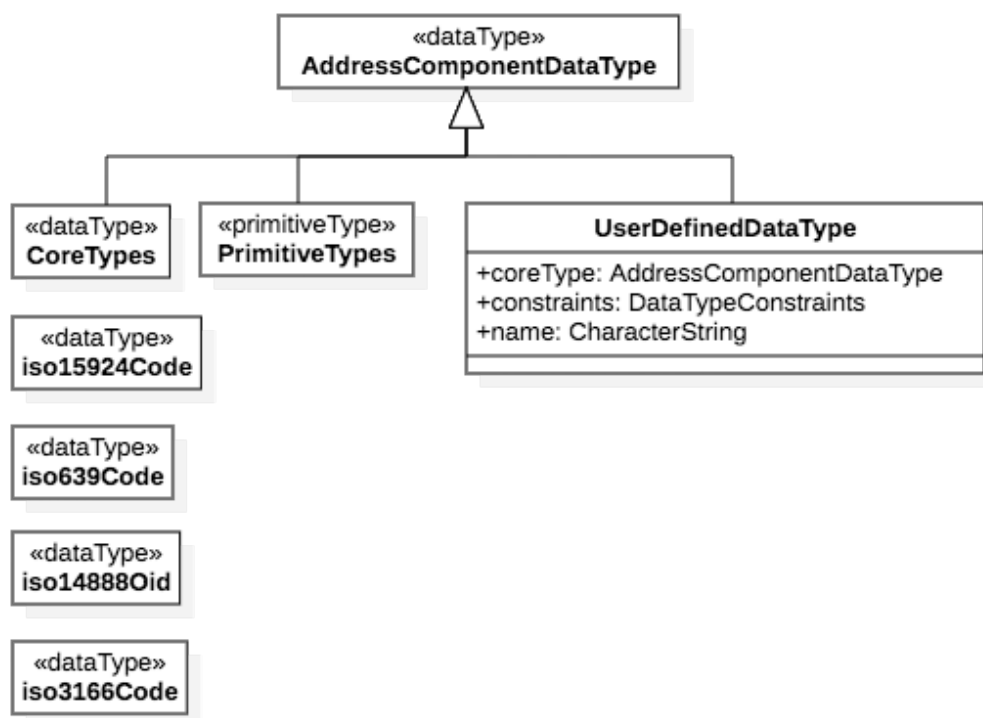 «dataType»
AddressComponentDataType
«dataType»
CoreTypes
«primitiveType»
PrimitiveTypes
UserDefinedDataType
+coreType: AddressComponentDataType
+constraints: DataTypeConstraints
+name: CharacterString
«dataType»
iso15924Code
«dataType»
iso639Code
«dataType»
iso14888Oid
«dataType»
iso3166Code